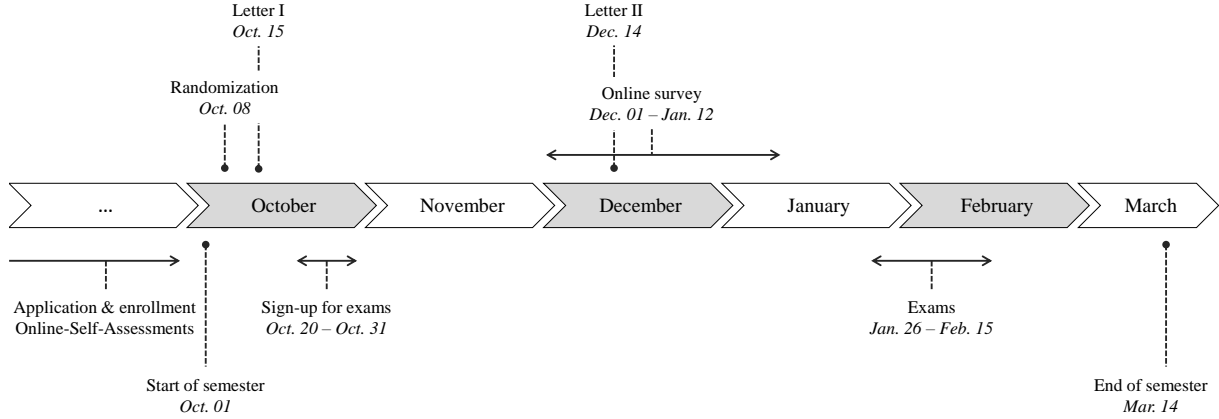 Letter I
Oct. 15
Letter II
Dec. 14
Randomization
Oct. 08
Online survey
Dec. 01 – Jan. 12
...
October
November
December
January
February
March
Application & enrollment
Online-Self-Assessments
Sign-up for exams
Oct. 20 – Oct. 31
Exams
Jan. 26 – Feb. 15
Start of semester
Oct. 01
End of semester
Mar. 14